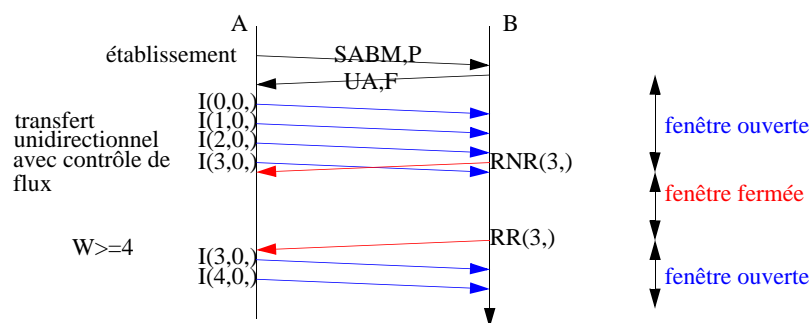 A B
établissement SABM,P
UA,F
I(0,0,)
I(1,0,)
I(2,0,)
I(3,0,) RNR(3,)
transfert
unidirectionnel
avec contrôle de
flux
fenêtre ouverte
fenêtre fermée
W>=4 RR(3,)
I(3,0,)
I(4,0,)
fenêtre ouverte